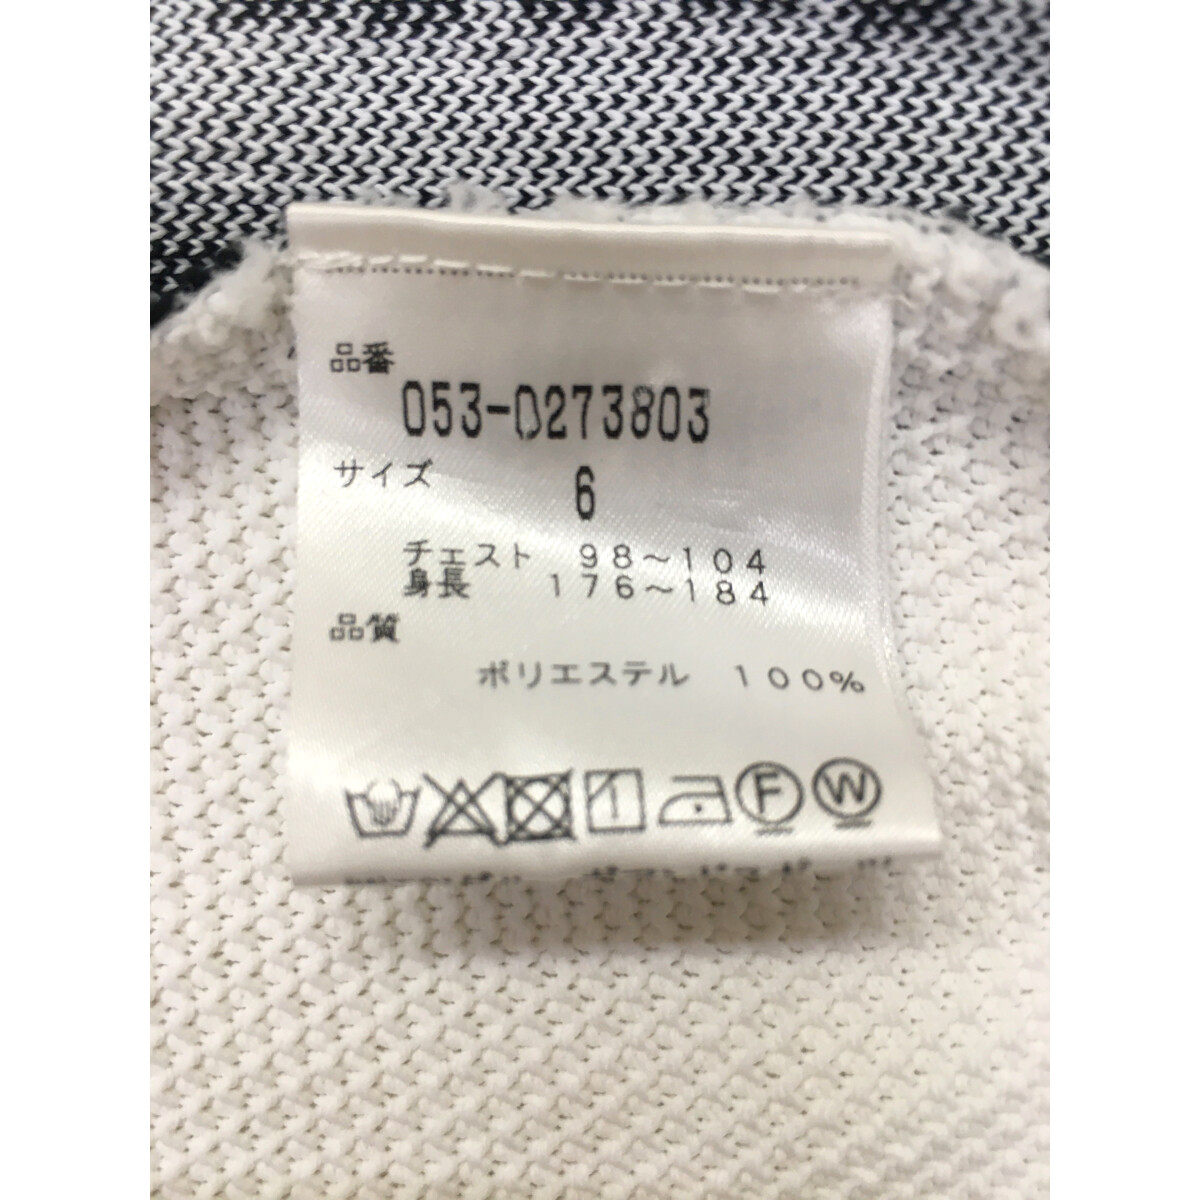 品番
053-0273803
サイズ
6
チェスト 98~104
身長 176~184
品質
ポリエステル 100%
F W